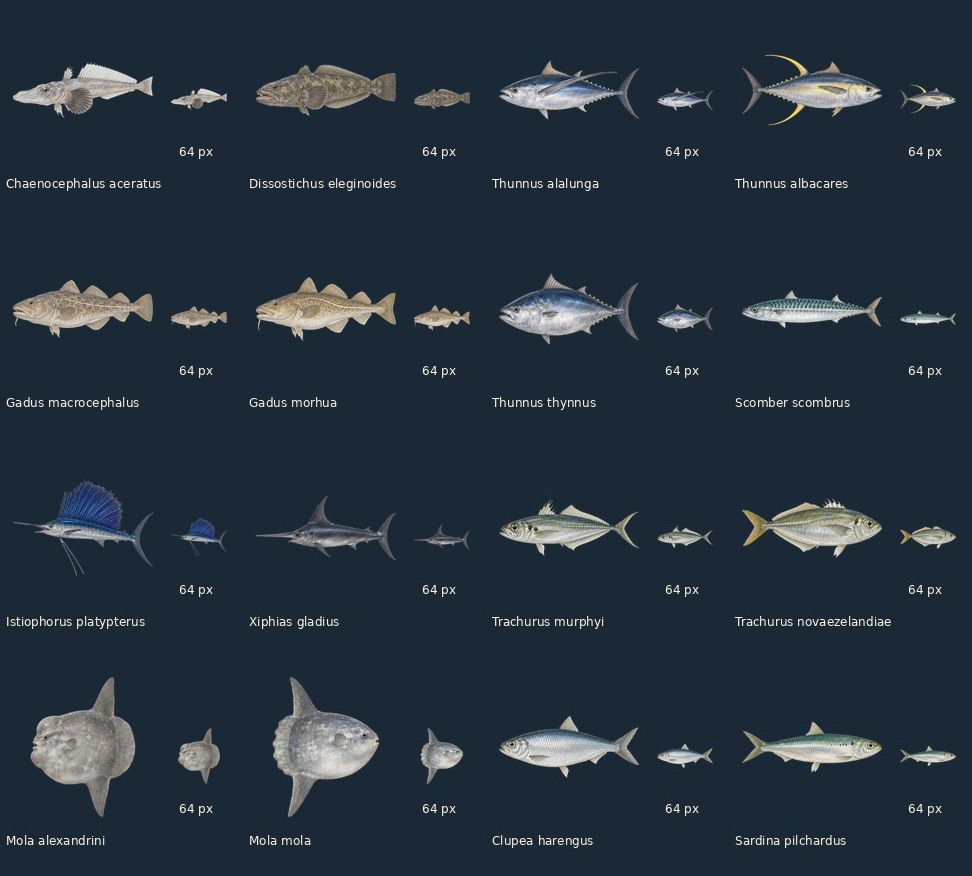 64 px 64 px 64 px 64 px
Chaenocephalus aceratus Dissostichus eleginoides Thunnus alalunga Thunnus albacares
64 px 64 px 64 px 64 px
Gadus macrocephalus Gadus morhua Thunnus thynnus Scomber scombrus
64 px 64 px 64 px 64 px
Istiophorus platypterus Xiphias gladius Trachurus murphyi Trachurus novaezelandiae
64 px 64 px 64 px 64 px
Mola alexandrini Mola mola Clupea harengus Sardina pilchardus